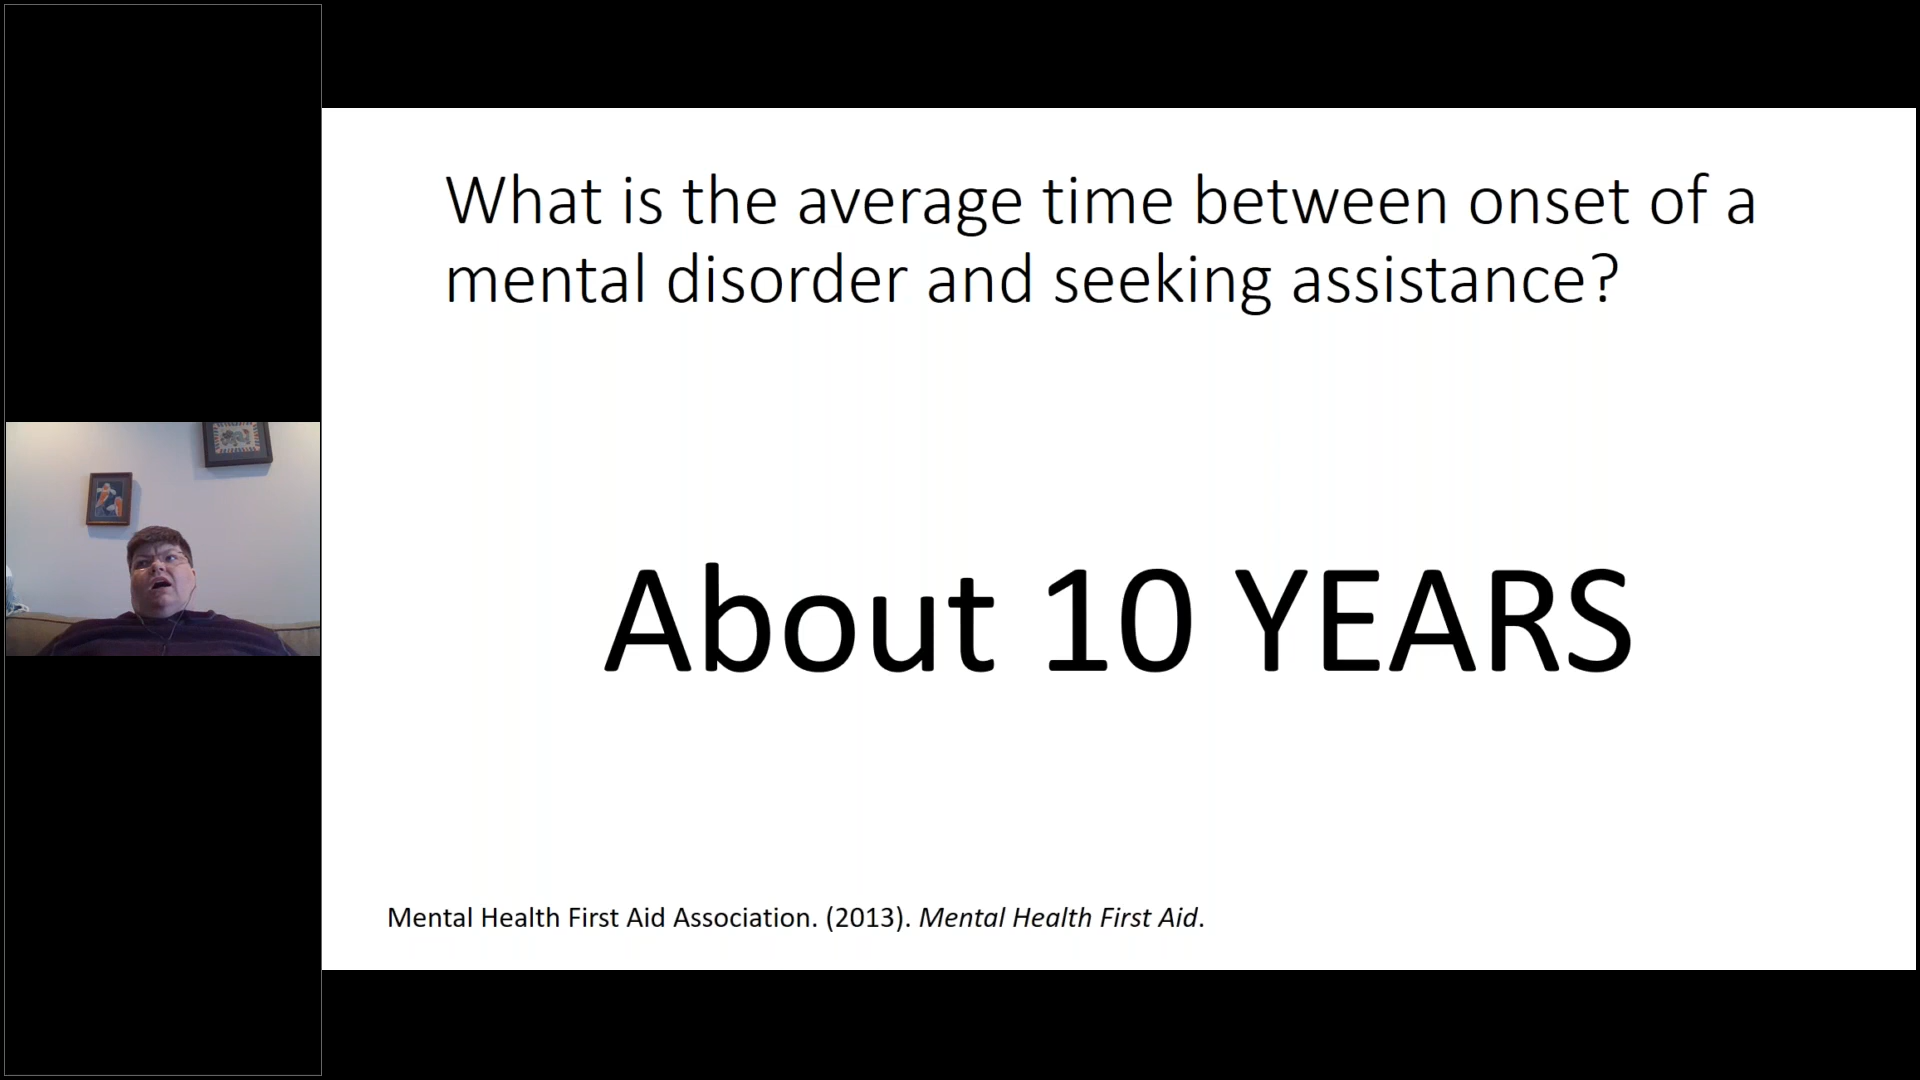 What is the average time between onset of a
mental disorder and seeking assistance?
About 10 YEARS
Mental Health First Aid Association. (2013). Mental Health First Aid.